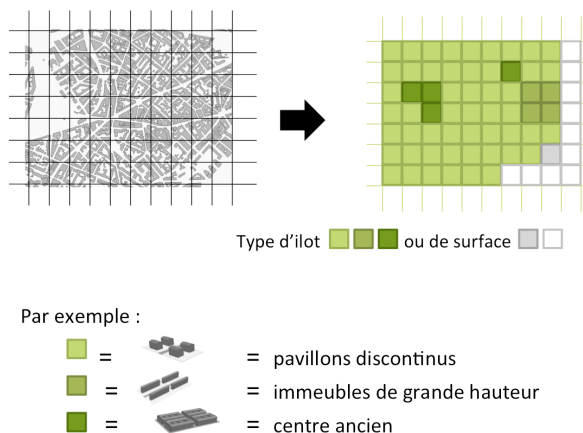 Type d'ilot ou de surface
Par exemple :
= = pavillons discontinus
= = immeubles de grande hauteur
= = centre ancien